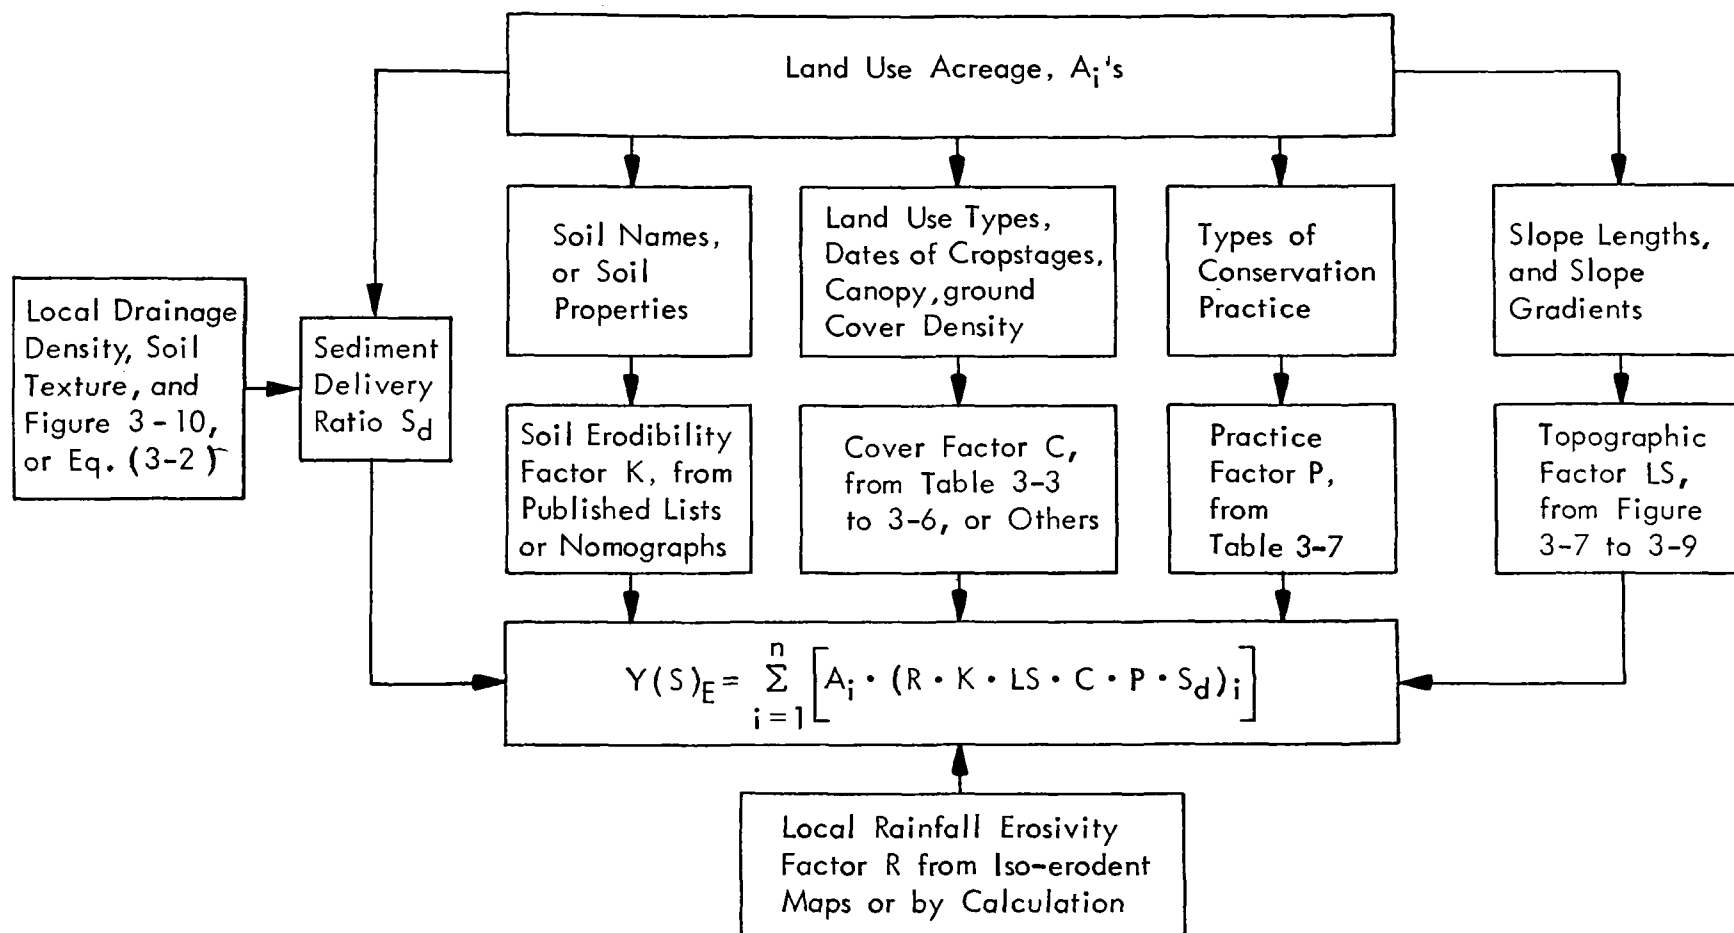 Land Use Acreage, Ai's
Soil Names,
or Soil
Properties
Land Use Types,
Dates of Cropstages,
Canopy, ground
Cover Density
Types of
Conservation
Practice
Slope Lengths,
and Slope
Gradients
Local Drainage
Density, Soil
Texture, and
Figure 3-10,
or Eq. (3-2)
Sediment
Delivery
Ratio Sd
Soil Erodibility
Factor K, from
Published Lists
or Nomographs
Cover Factor C,
from Table 3-3
to 3-6, or Others
Practice
Factor P,
from
Table 3-7
Topographic
Factor LS,
from Figure
3-7 to 3-9
Y(S)E = n Σ i=1 [Ai · (R · K · LS · C · P · Sd)i]
Local Rainfall Erosivity
Factor R from Iso-erodent
Maps or by Calculation